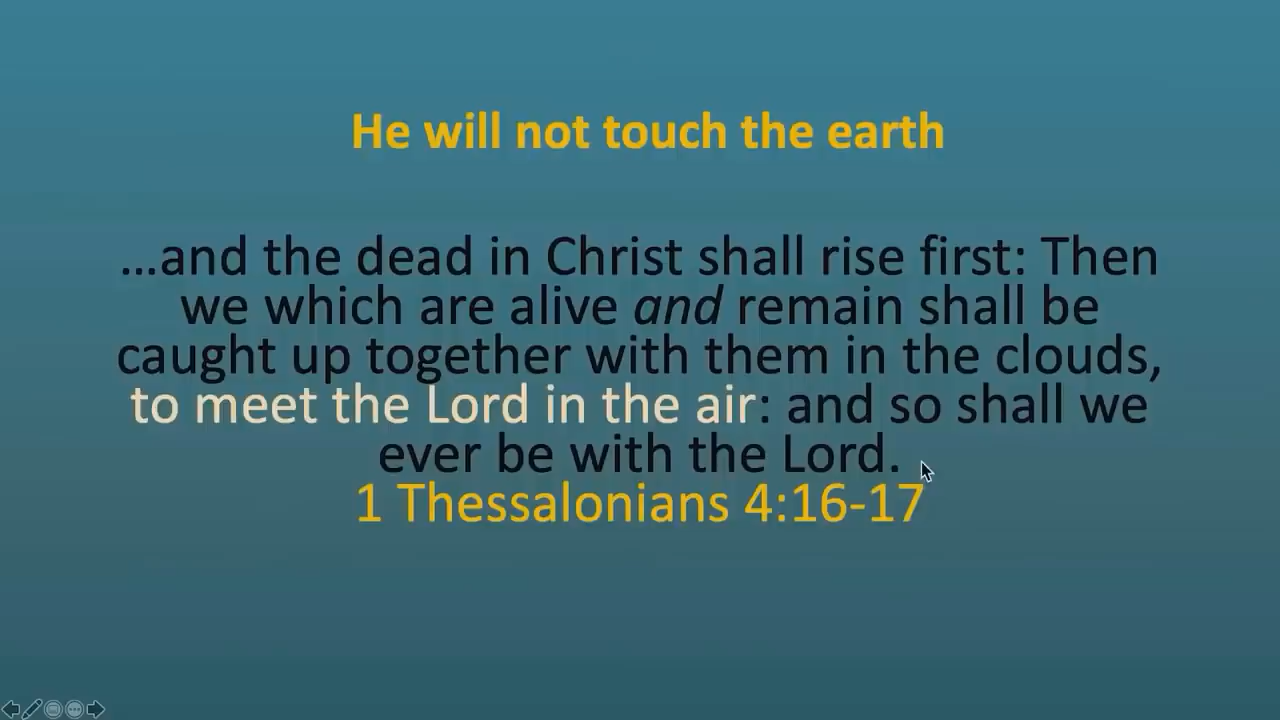 He will not touch the earth
…and the dead in Christ shall rise first: Then
we which are alive and remain shall be
caught up together with them in the clouds,
to meet the Lord in the air: and so shall we
ever be with the Lord.
1 Thessalonians 4:16-17